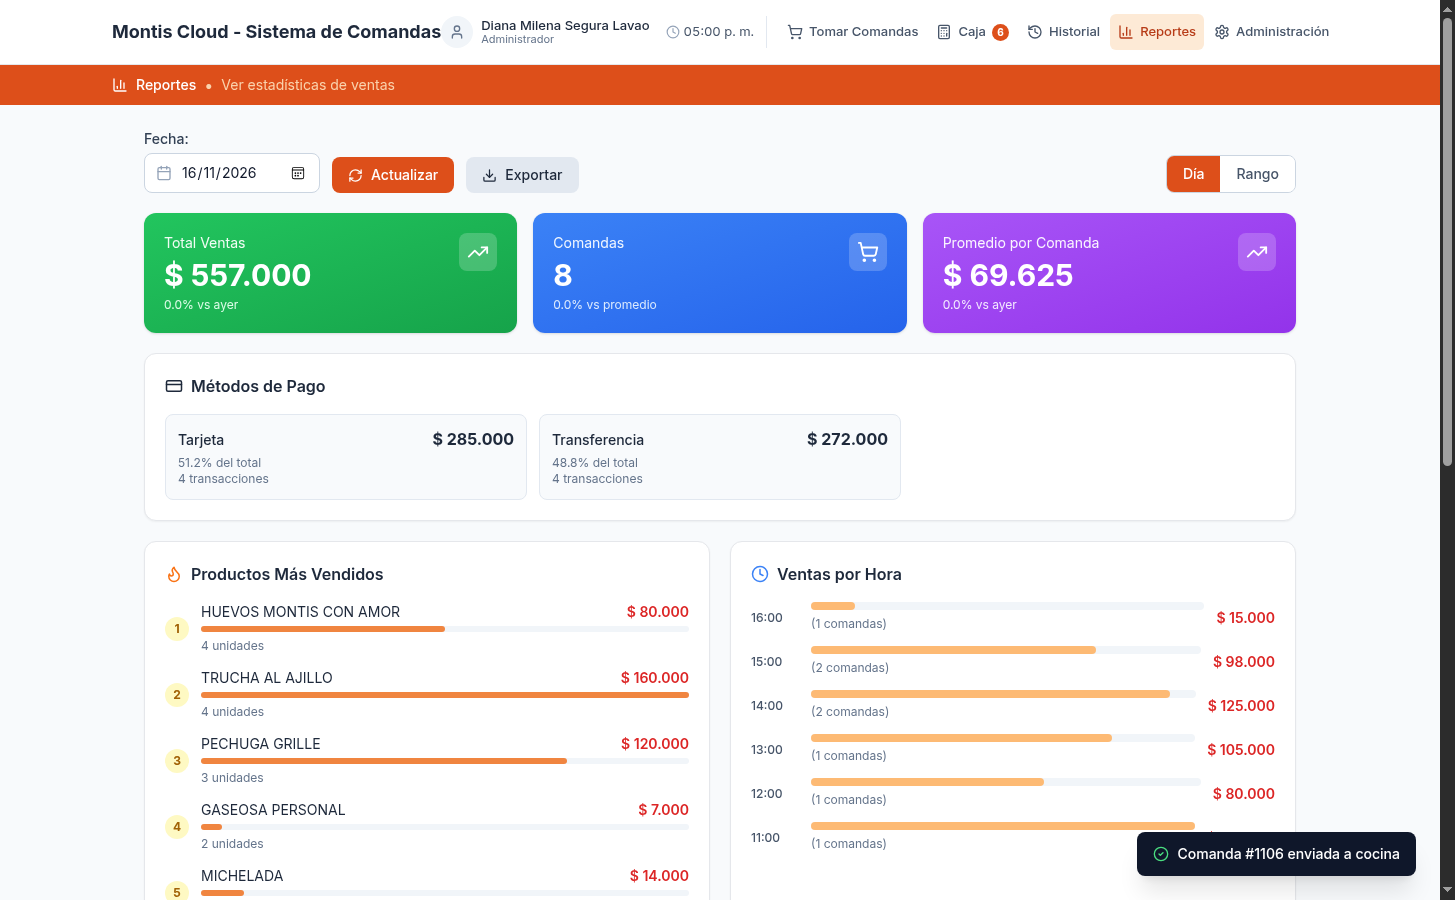 Montis Cloud - Sistema de Comandas
Diana Milena Segura Lavao
Administrador
05:00 p. m.
Tomar Comandas
Caja 6
Historial
Reportes
Administración
Reportes • Ver estadísticas de ventas
Fecha:
16/11/2026
Actualizar
Exportar
Día
Rango
Total Ventas
$ 557.000
0.0% vs ayer
Comandas
8
0.0% vs promedio
Promedio por Comanda
$ 69.625
0.0% vs ayer
Métodos de Pago
Tarjeta $ 285.000
51.2% del total
4 transacciones
Transferencia $ 272.000
48.8% del total
4 transacciones
Productos Más Vendidos
1 HUEVOS MONTIS CON AMOR $ 80.000
4 unidades
2 TRUCHA AL AJILLO $ 160.000
4 unidades
3 PECHUGA GRILLE $ 120.000
3 unidades
4 GASEOSA PERSONAL $ 7.000
2 unidades
5 MICHELADA $ 14.000
Ventas por Hora
16:00 (1 comandas) $ 15.000
15:00 (2 comandas) $ 98.000
14:00 (2 comandas) $ 125.000
13:00 (1 comandas) $ 105.000
12:00 (1 comandas) $ 80.000
11:00 (1 comandas)
Comanda #1106 enviada a cocina